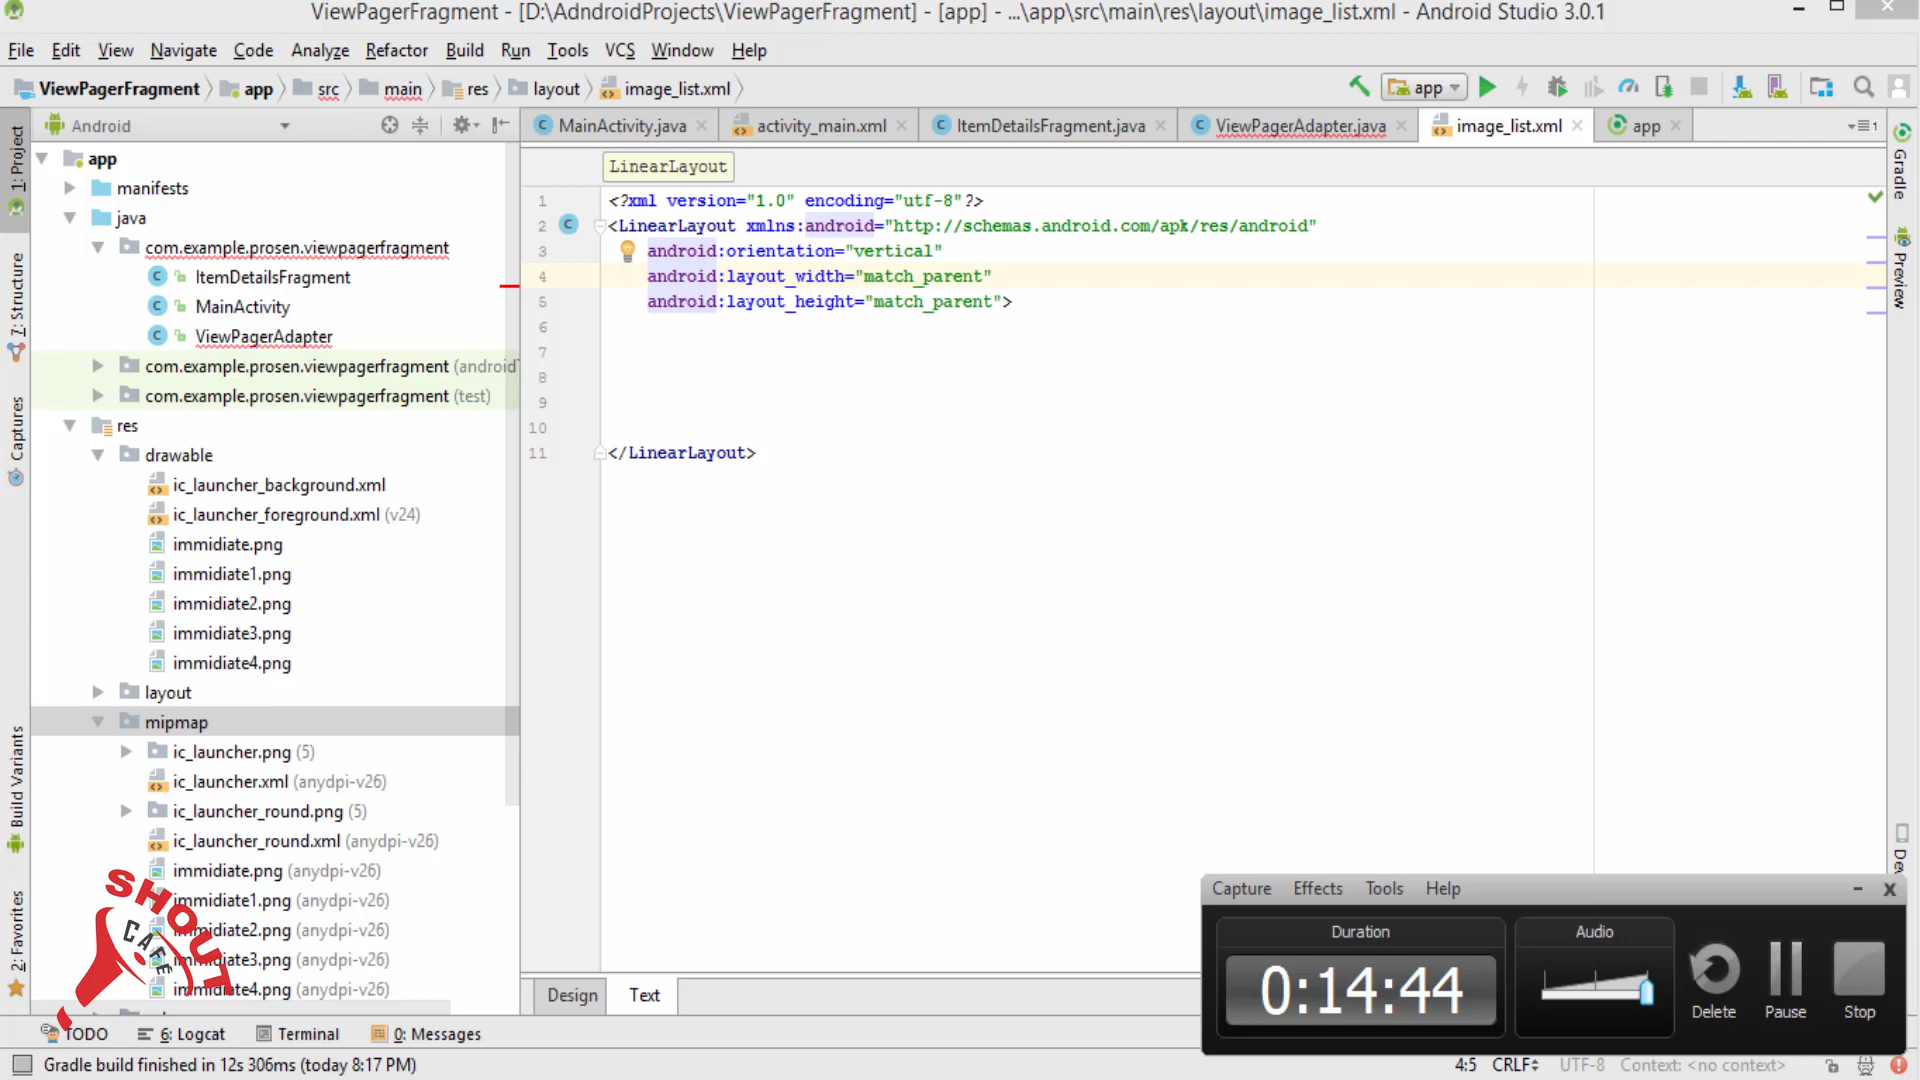 ViewPagerFragment - [D:\AdndroidProjects\ViewPagerFragment] - [app] - ...\app\src\main\res\layout\image_list.xml - Android Studio 3.0.1
File Edit View Navigate Code Analyze Refactor Build Run Tools VCS Window Help
ViewPagerFragment app src main res layout image_list.xml app
Android MainActivity.java activity_main.xml ItemDetailsFragment.java ViewPagerAdapter.java image_list.xml app 1
1: Project
7: Structure
Captures
Build Variants
2: Favorites
app
manifests
java
com.example.prosen.viewpagerfragment
ItemDetailsFragment
MainActivity
ViewPagerAdapter
com.example.prosen.viewpagerfragment (android
com.example.prosen.viewpagerfragment (test)
res
drawable
ic_launcher_background.xml
ic_launcher_foreground.xml (v24)
immidiate.png
immidiate1.png
immidiate2.png
immidiate3.png
immidiate4.png
layout
mipmap
ic_launcher.png (5)
ic_launcher.xml (anydpi-v26)
ic_launcher_round.png (5)
ic_launcher_round.xml (anydpi-v26)
immidiate.png (anydpi-v26)
immidiate1.png (anydpi-v26)
immidiate2.png (anydpi-v26)
immidiate3.png (anydpi-v26)
immidiate4.png (anydpi-v26)
SHOUT
CAFE
LinearLayout
1 <?xml version="1.0" encoding="utf-8"?>
2 <LinearLayout xmlns:android="http://schemas.android.com/apk/res/android"
3 android:orientation="vertical"
4 android:layout_width="match_parent"
5 android:layout_height="match_parent">
6
7
8
9
10
11 </LinearLayout>
Gradle
Preview
Dev
Design Text
Capture Effects Tools Help
Duration
0:14:44
Audio
Delete Pause Stop
TODO 6: Logcat Terminal 0: Messages
Gradle build finished in 12s 306ms (today 8:17 PM)
4:5 CRLF UTF-8 Context: <no context>